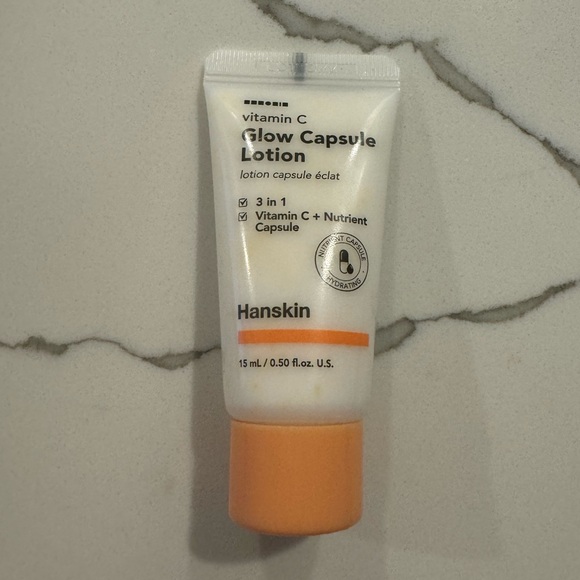 vitamin C
Glow Capsule
Lotion
lotion capsule éclat
3 in 1
Vitamin C + Nutrient
Capsule
NUTRIENT CAPSULE
HYDRATING
Hanskin
15 mL / 0.50 fl.oz. U.S.